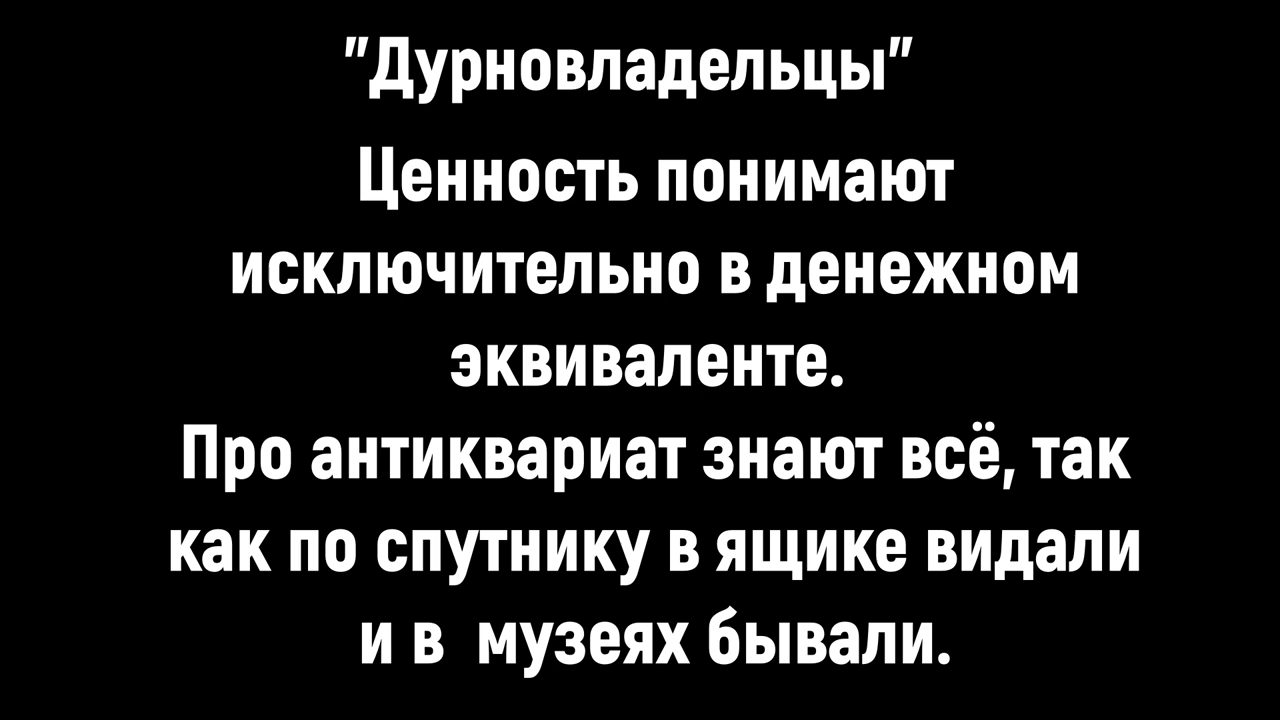 "Дурновладельцы"
Ценность понимают
исключительно в денежном
эквиваленте.
Про антиквариат знают всё, так
как по спутнику в ящике видали
и в  музеях бывали.